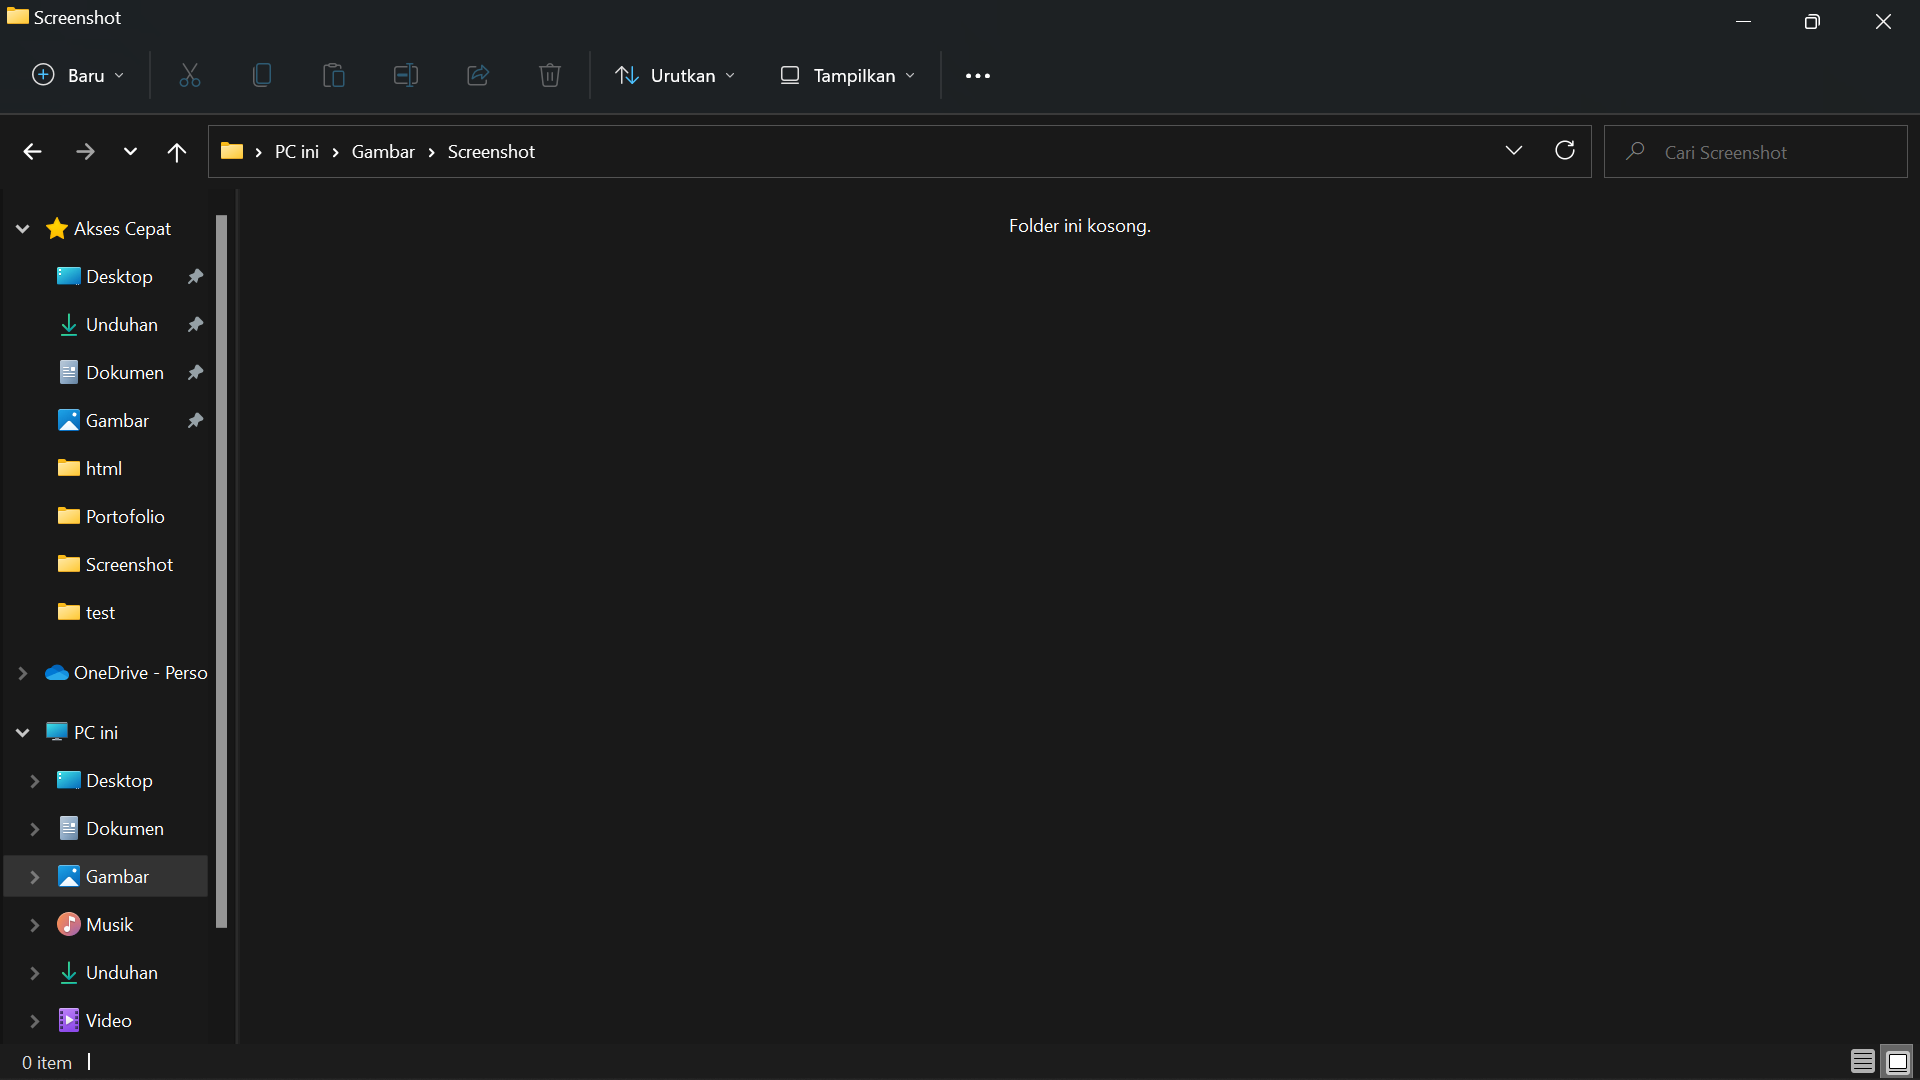 Screenshot
Baru
Urutkan
Tampilkan
PC ini
Gambar
Screenshot
Cari Screenshot
Akses Cepat
Desktop
Unduhan
Dokumen
Gambar
html
Portofolio
Screenshot
test
OneDrive - Perso
PC ini
Desktop
Dokumen
Gambar
Musik
Unduhan
Video
Folder ini kosong.
0 item